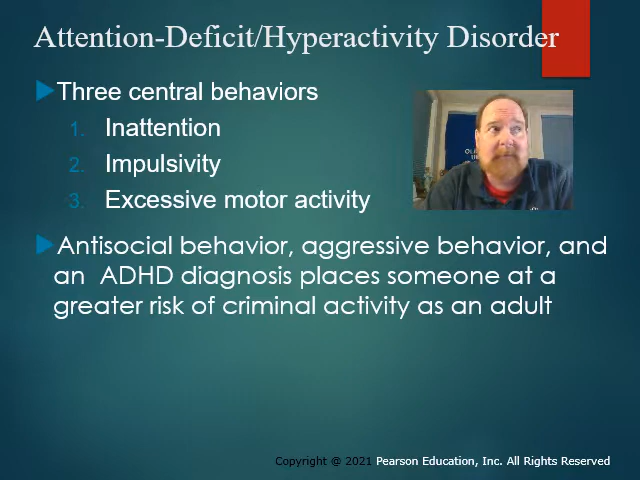 Attention-Deficit/Hyperactivity Disorder
Three central behaviors
1. Inattention
2. Impulsivity
3. Excessive motor activity
Antisocial behavior, aggressive behavior, and
an ADHD diagnosis places someone at a
greater risk of criminal activity as an adult
Copyright @ 2021 Pearson Education, Inc. All Rights Reserved